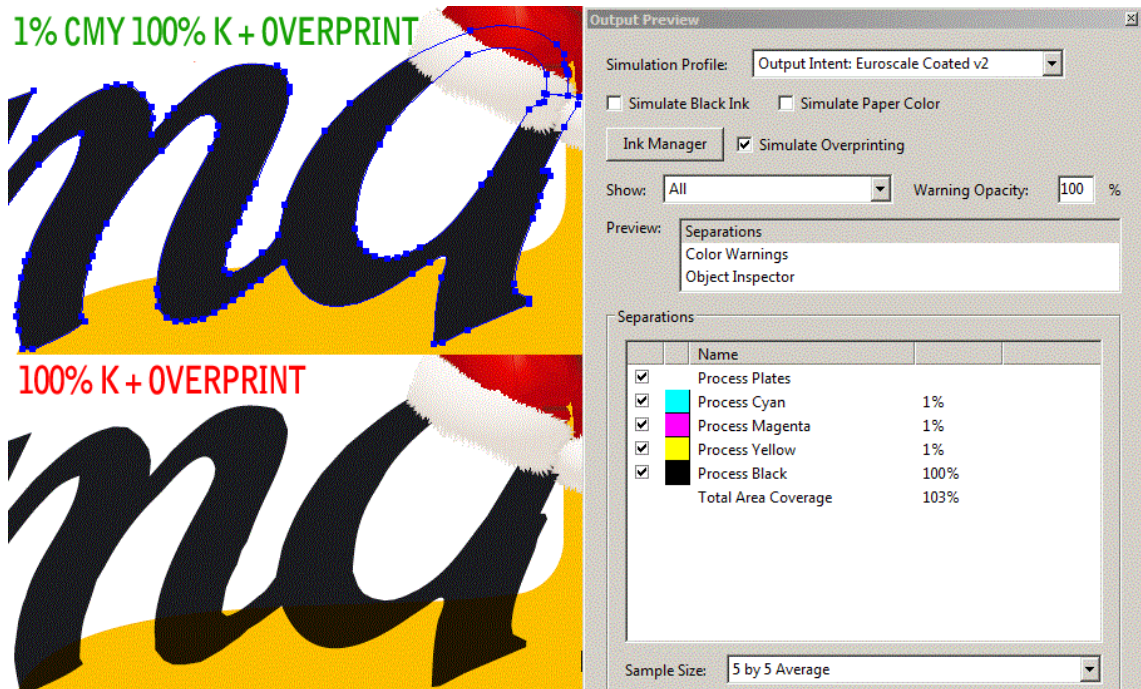 1% CMY 100% K + OVERPRINT
100% K + OVERPRINT
Output Preview
Simulation Profile: Output Intent: Euroscale Coated v2
Simulate Black Ink Simulate Paper Color
Ink Manager Simulate Overprinting
Show: All Warning Opacity: 100 %
Preview: Separations
Color Warnings
Object Inspector
Separations
Name
Process Plates
Process Cyan 1%
Process Magenta 1%
Process Yellow 1%
Process Black 100%
Total Area Coverage 103%
Sample Size: 5 by 5 Average